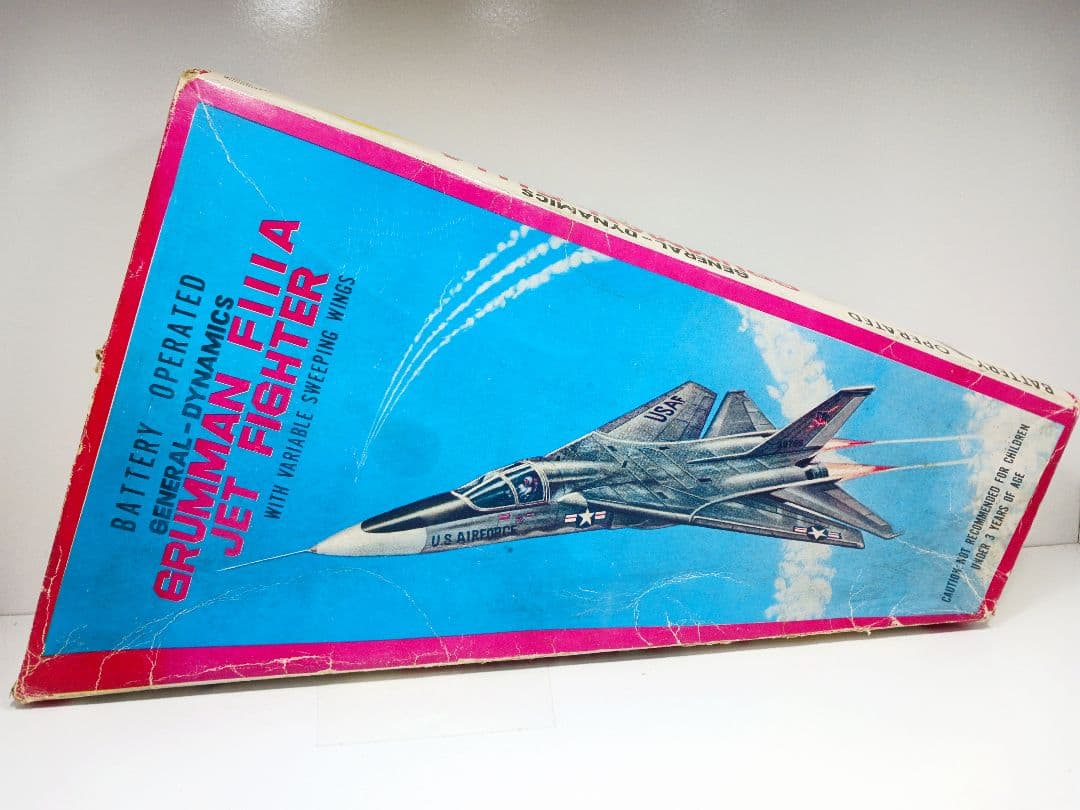 BATTERY OPERATED
GENERAL-DYNAMICS
GRUMMAN F111A
JET FIGHTER
WITH VARIABLE SWEEPING WINGS
USAF
U.S AIRFORCE
CAUTION: NOT RECOMMENDED FOR CHILDREN
UNDER 3 YEARS OF AGE
BATTERY OPERATED
GENERAL-DYNAMICS